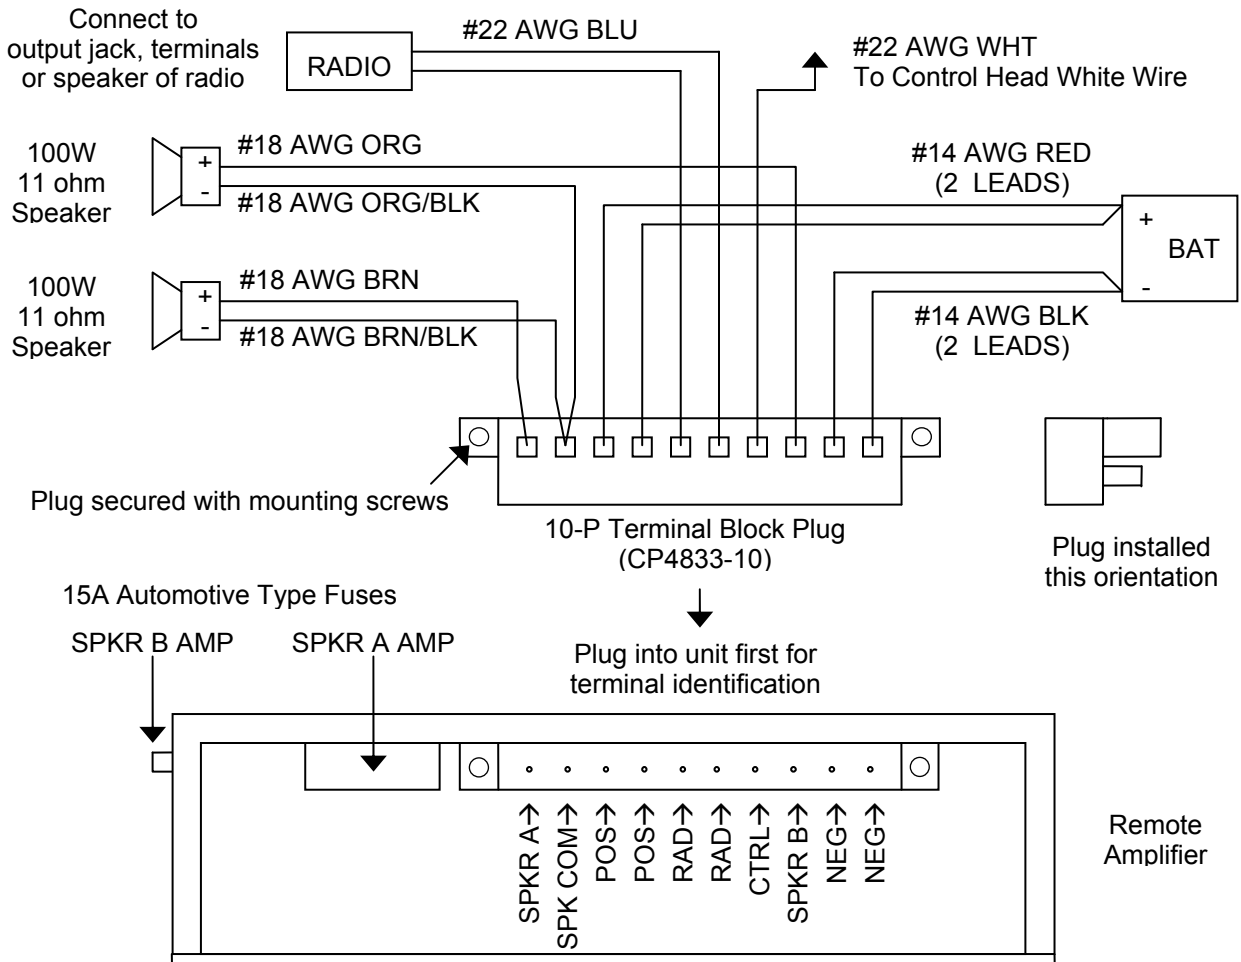 Connect to
output jack, terminals
or speaker of radio
RADIO
#22 AWG BLU
#22 AWG WHT
To Control Head White Wire
100W
11 ohm
Speaker
+
-
#18 AWG ORG
#18 AWG ORG/BLK
#14 AWG RED
(2 LEADS)
+
BAT
-
100W
11 ohm
Speaker
+
-
#18 AWG BRN
#18 AWG BRN/BLK
#14 AWG BLK
(2 LEADS)
Plug secured with mounting screws
10-P Terminal Block Plug
(CP4833-10)
Plug installed
this orientation
15A Automotive Type Fuses
SPKR B AMP
SPKR A AMP
Plug into unit first for
terminal identification
SPKR A→
SPK COM→
POS→
POS→
RAD→
RAD→
CTRL→
SPKR B→
NEG→
NEG→
Remote
Amplifier